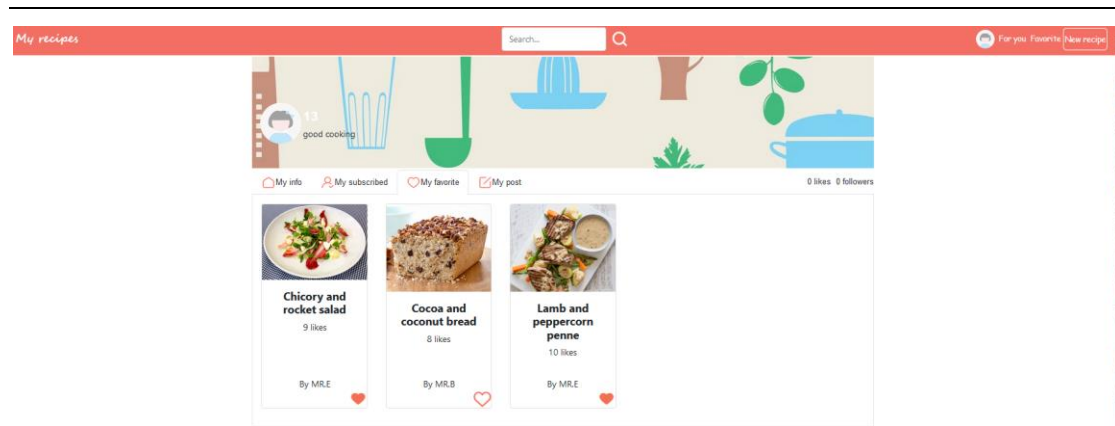 My recipes
Search...
For you Favorite New recipe
13
good cooking
My info My subscribed My favorite My post
0 likes 0 followers
Chicory and
rocket salad
9 likes
By MR.E
Cocoa and
coconut bread
8 likes
By MR.B
Lamb and
peppercorn
penne
10 likes
By MR.E